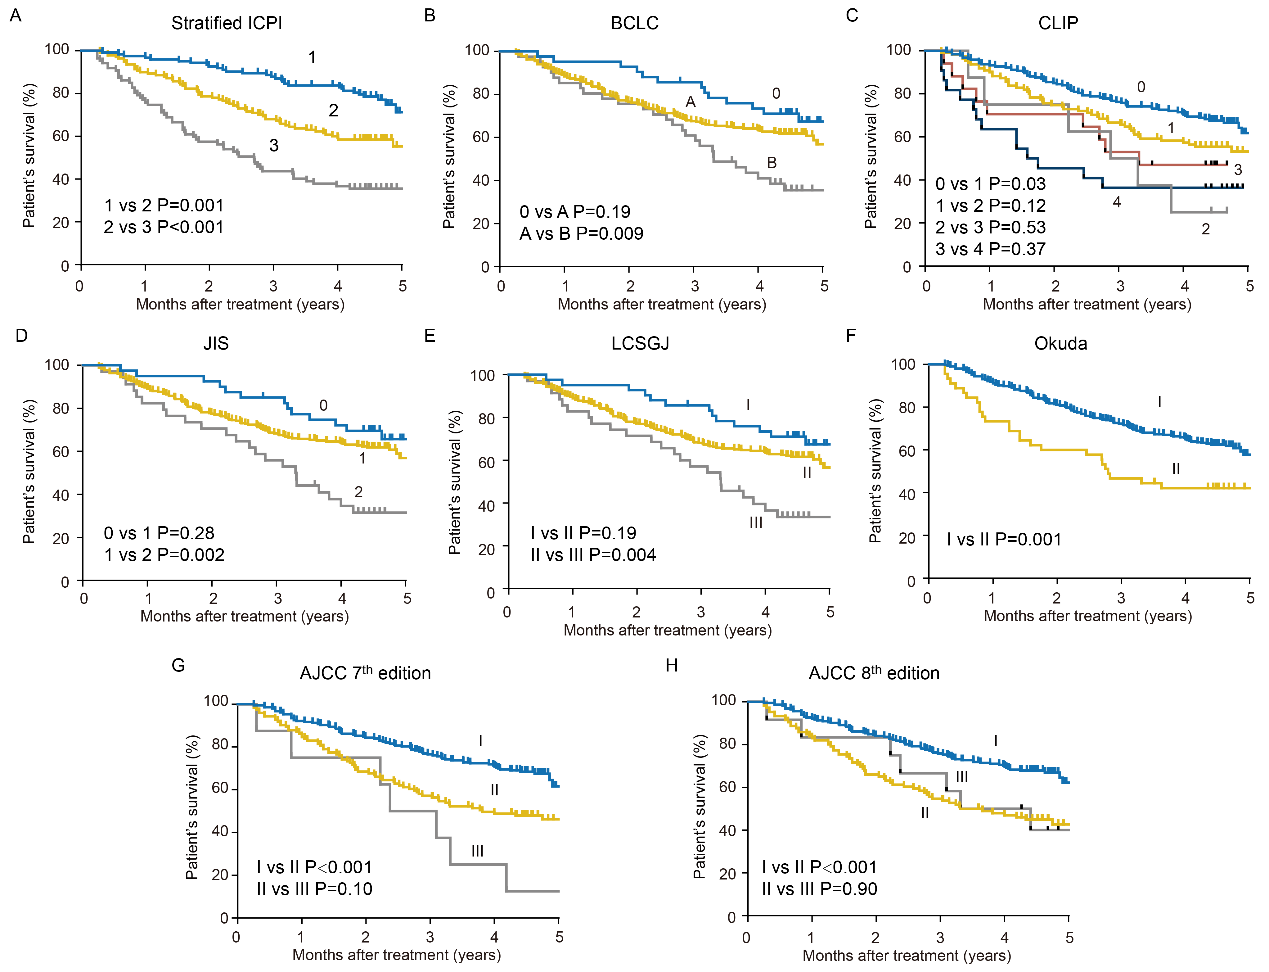 A
Stratified ICPI
Patient's survival (%)
100
80
60
40
20
0
1
2
3
1 vs 2 P=0.001
2 vs 3 P<0.001
0 1 2 3 4 5
Months after treatment (years)
B
BCLC
Patient's survival (%)
100
80
60
40
20
0
0
A
B
0 vs A P=0.19
A vs B P=0.009
0 1 2 3 4 5
Months after treatment (years)
C
CLIP
Patient's survival (%)
100
80
60
40
20
0
0
1
3
4
2
0 vs 1 P=0.03
1 vs 2 P=0.12
2 vs 3 P=0.53
3 vs 4 P=0.37
0 1 2 3 4 5
Months after treatment (years)
D
JIS
Patient's survival (%)
100
80
60
40
20
0
0
1
2
0 vs 1 P=0.28
1 vs 2 P=0.002
0 1 2 3 4 5
Months after treatment (years)
E
LCSGJ
Patient's survival (%)
100
80
60
40
20
0
I
II
III
I vs II P=0.19
II vs III P=0.004
0 1 2 3 4 5
Months after treatment (years)
F
Okuda
Patient's survival (%)
100
80
60
40
20
0
I
II
I vs II P=0.001
0 1 2 3 4 5
Months after treatment (years)
G
AJCC 7th edition
Patient's survival (%)
100
80
60
40
20
0
I
II
III
I vs II P<0.001
II vs III P=0.10
0 1 2 3 4 5
Months after treatment (years)
H
AJCC 8th edition
Patient's survival (%)
100
80
60
40
20
0
I
III
II
I vs II P<0.001
II vs III P=0.90
0 1 2 3 4 5
Months after treatment (years)